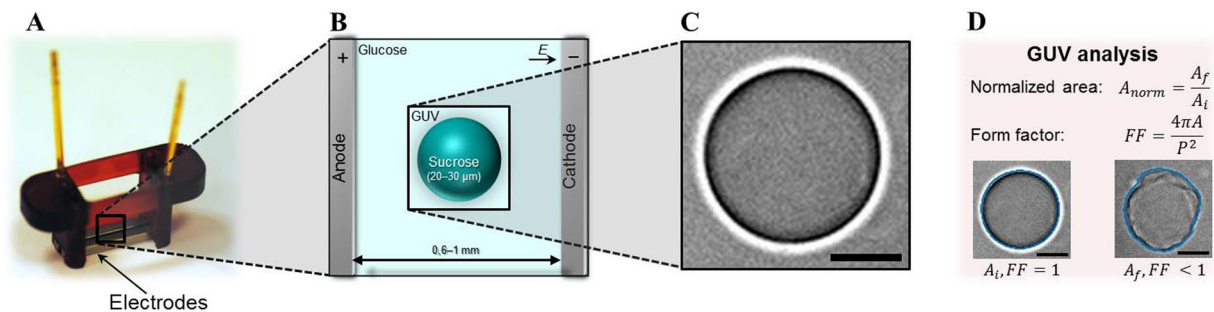 A
Electrodes
B
Glucose
E
+
−
Anode
GUV
Sucrose
(20–30 µm)
Cathode
0,6–1 mm
C
D
GUV analysis
Normalized area: A_norm = A_f / A_i
Form factor: FF = 4πA / P²
A_i, FF = 1
A_f, FF < 1